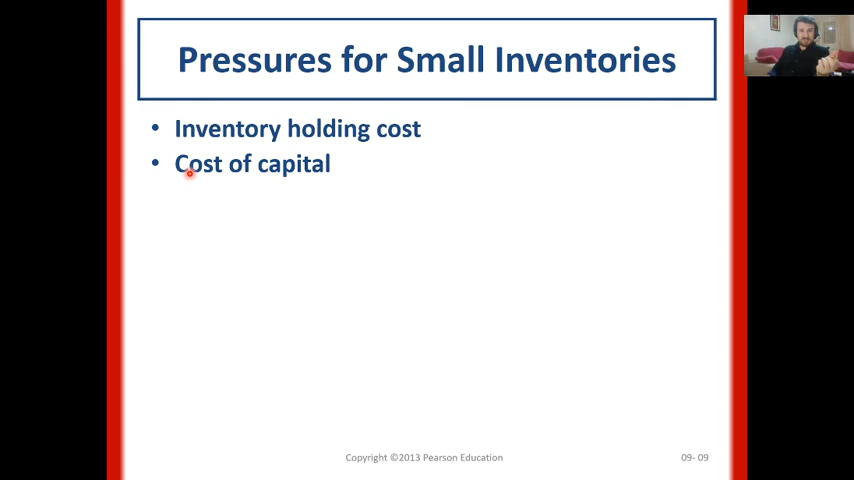 Pressures for Small Inventories
• Inventory holding cost
• Cost of capital
Copyright ©2013 Pearson Education
09- 09